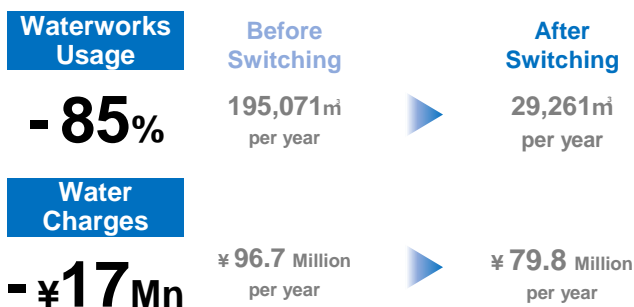 Waterworks
Usage
Before
Switching
After
Switching
- 85%
195,071㎥
per year
29,261㎥
per year
Water
Charges
- ¥17Mn
¥ 96.7 Million
per year
¥ 79.8 Million
per year